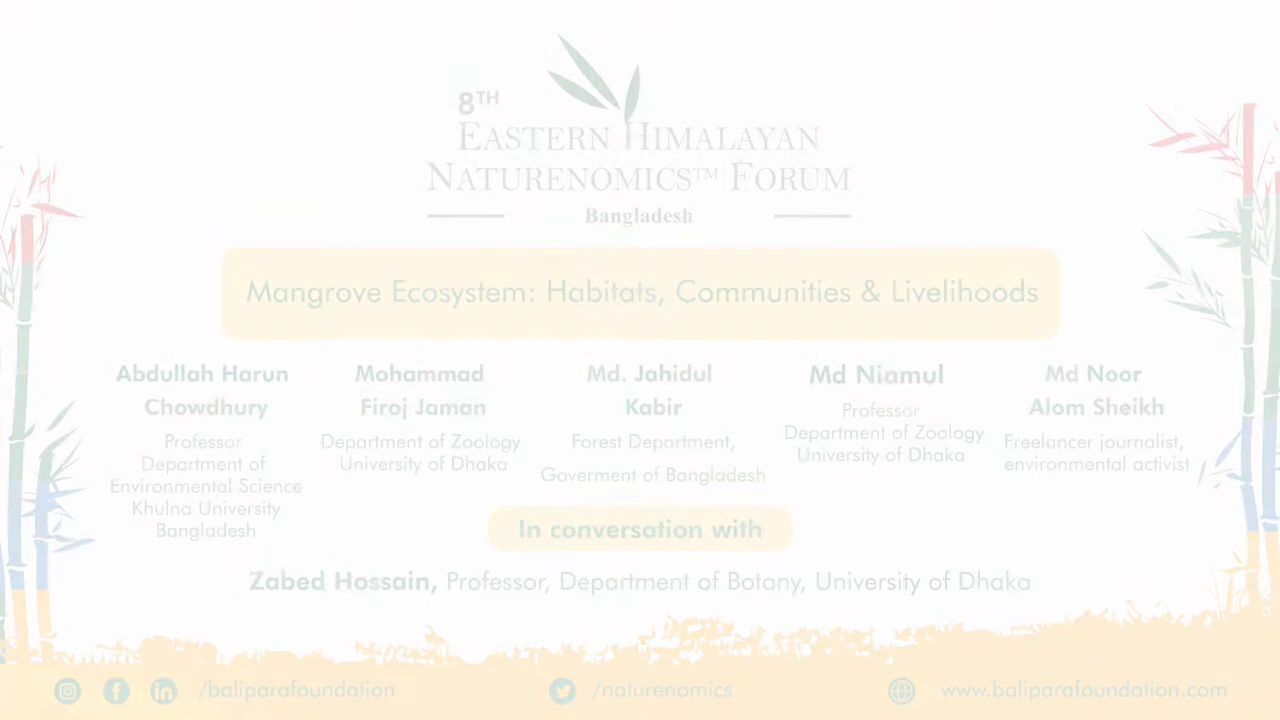 8TH
EASTERN HIMALAYAN
NATURENOMICS™ FORUM
Bangladesh
Mangrove Ecosystem: Habitats, Communities & Livelihoods
Abdullah Harun
Chowdhury
Professor
Department of
Environmental Science
Khulna University
Bangladesh
Mohammad
Firoj Jaman
Department of Zoology
University of Dhaka
Md. Jahidul
Kabir
Forest Department,
Goverment of Bangladesh
Md Niamul
Professor
Department of Zoology
University of Dhaka
Md Noor
Alom Sheikh
Freelancer journalist,
environmental activist
In conversation with
Zabed Hossain, Professor, Department of Botany, University of Dhaka
/baliparafoundation
/naturenomics
www.baliparafoundation.com